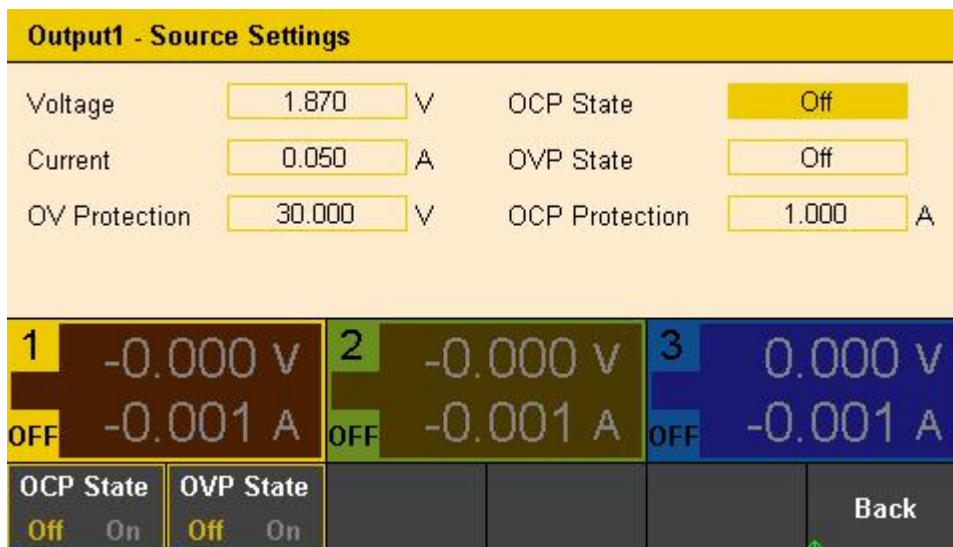 Output1 - Source Settings
Voltage 1.870 V OCP State Off
Current 0.050 A OVP State Off
OV Protection 30.000 V OCP Protection 1.000 A
1 -0.000 V 2 -0.000 V 3 0.000 V
OFF -0.001 A OFF -0.001 A OFF -0.001 A
OCP State OVP State
Off On Off On Back